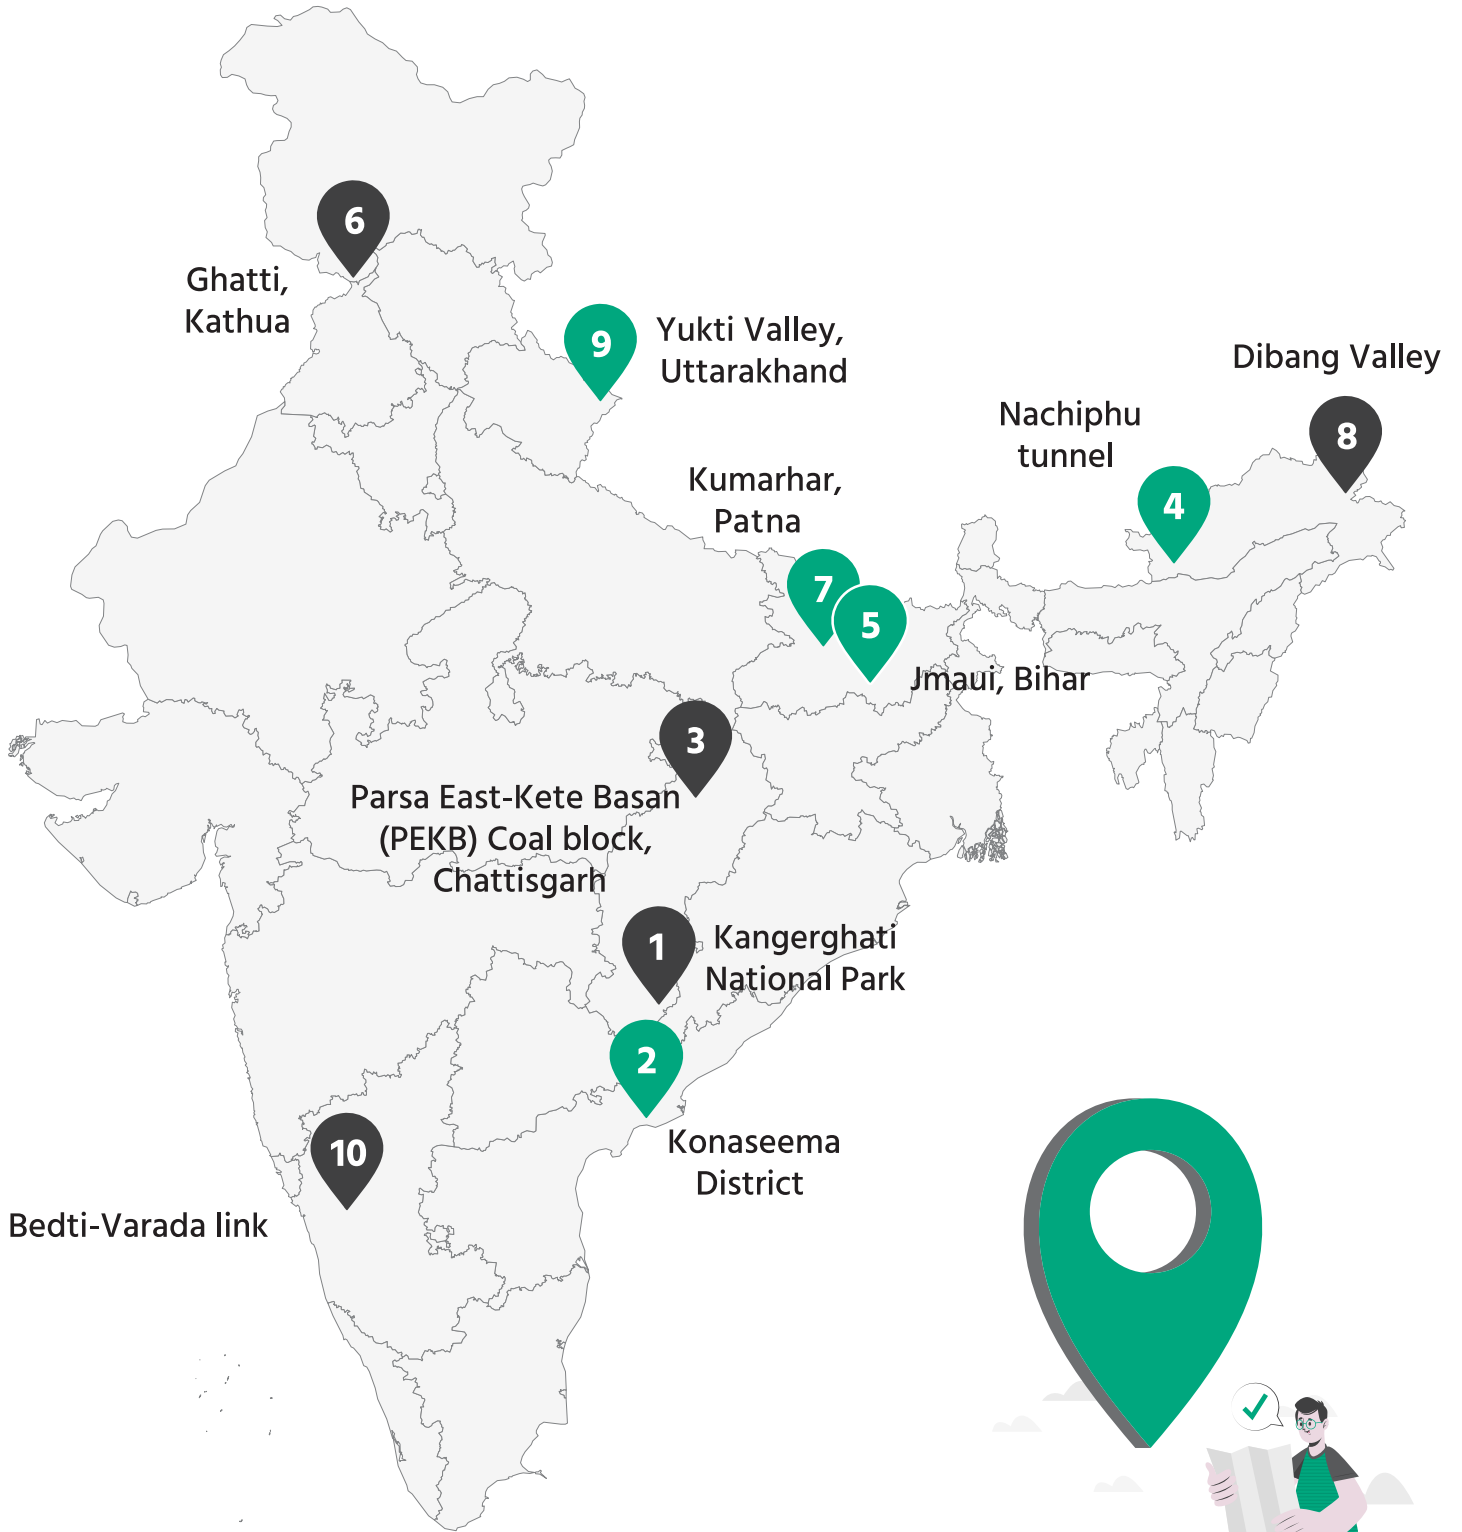 6
Ghatti,
Kathua
9
Yukti Valley,
Uttarakhand
Dibang Valley
8
Nachiphu
tunnel
4
Kumarhar,
Patna
7
5
Jmaui, Bihar
3
Parsa East-Kete Basan
(PEKB) Coal block,
Chattisgarh
1
Kangerghati
National Park
2
Konaseema
District
10
Bedti-Varada link